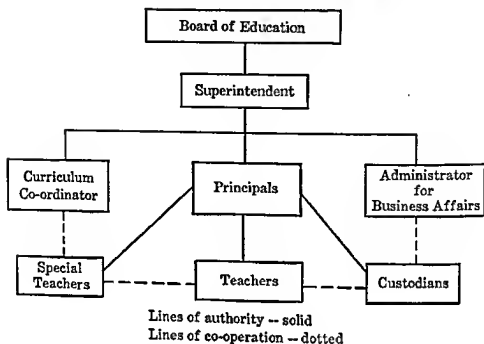 Board of Education
Superintendent
Curriculum
Co-ordinator
Principals
Administrator
for
Business Affairs
Special
Teachers
Teachers
Custodians
Lines of authority -- solid
Lines of co-operation -- dotted